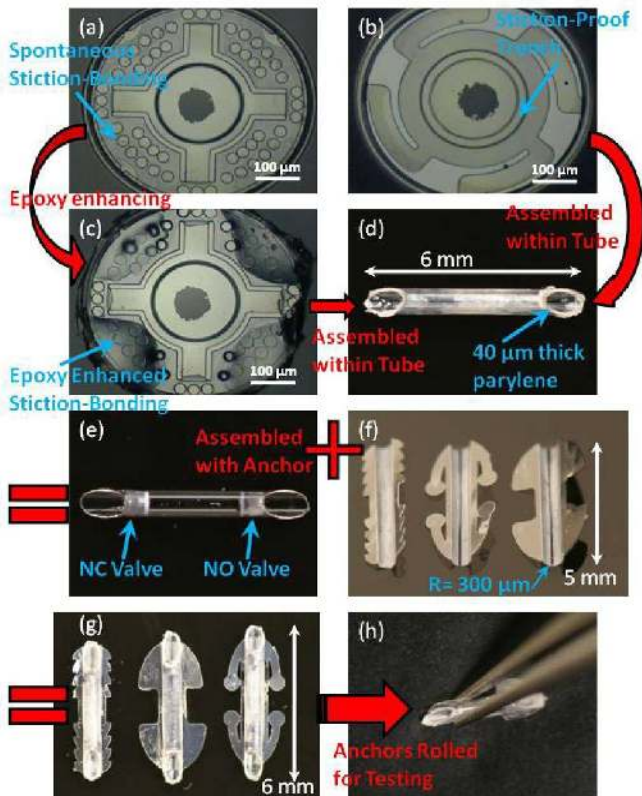 (a)
Spontaneous
Stiction-Bonding
100 μm
(b)
Stiction-Proof
Trench
100 μm
Epoxy enhancing
(c)
Epoxy Enhanced
Stiction-Bonding
100 μm
Assembled
within Tube
(d)
6 mm
Assembled
within Tube
40 μm thick
parylene
(e)
Assembled
with Anchor
NC Valve
NO Valve
(f)
R= 300 μm
5 mm
(g)
6 mm
(h)
Anchors Rolled
for Testing